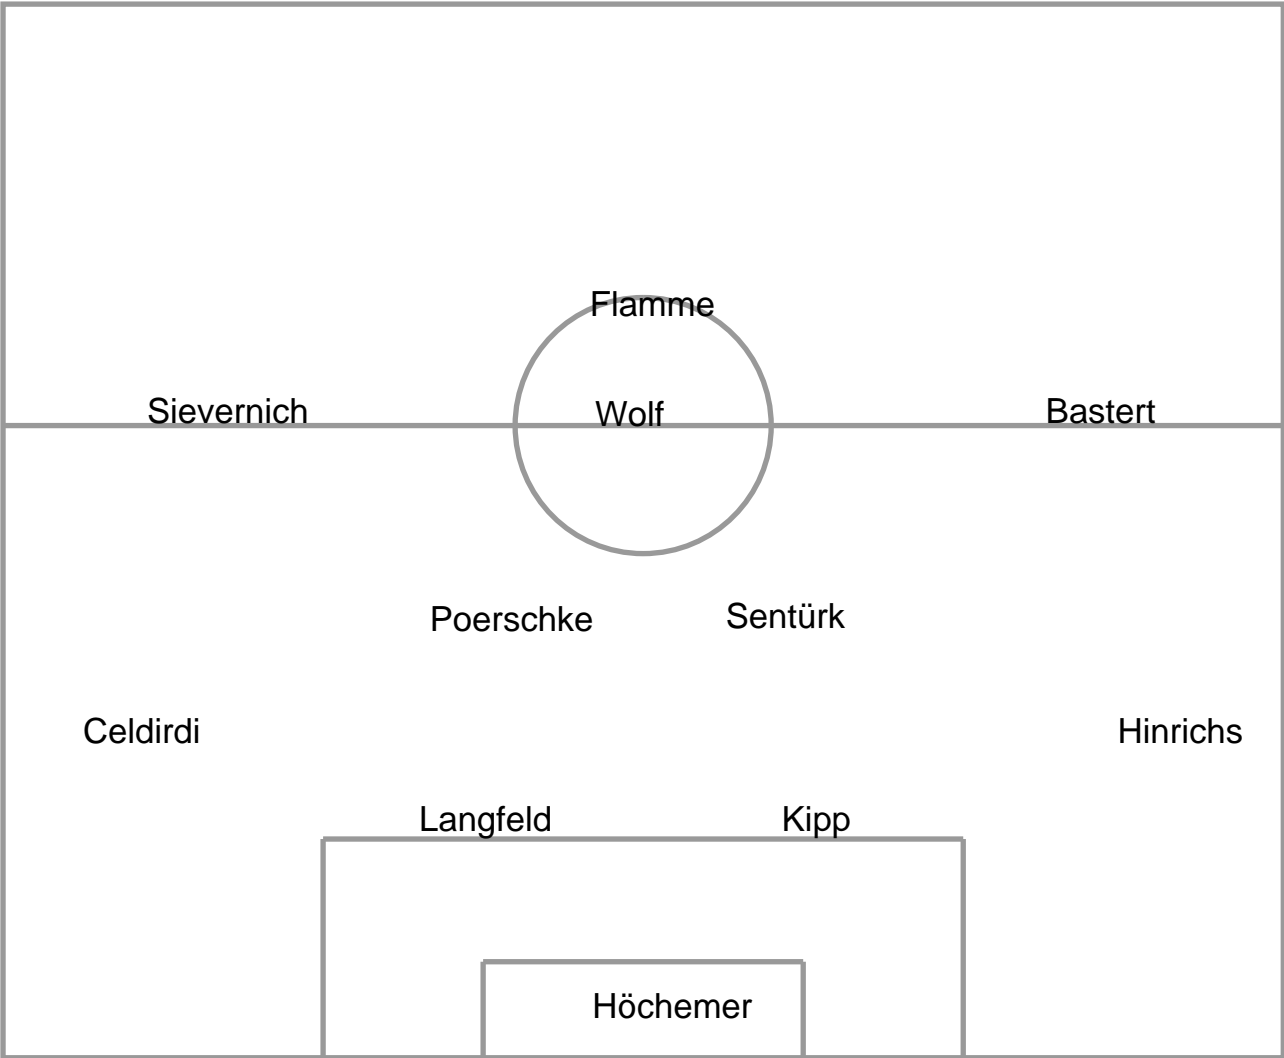 Flamme
Sievernich
Wolf
Bastert
Poerschke
Sentürk
Celdirdi
Hinrichs
Langfeld
Kipp
Höchemer